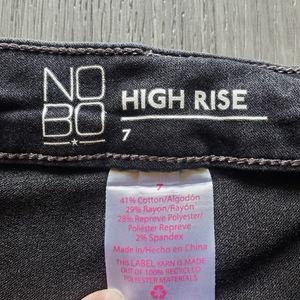 NO
BO
HIGH RISE
7
7
41% Cotton/Algodón
29% Rayon/Rayón
28% Repreve Polyester/
Poliéster Repreve
2% Spandex
Made in/Hecho en China
THIS LABEL YARN IS MADE
OUT OF 100% RECYCLED
POLYESTER MATERIALS